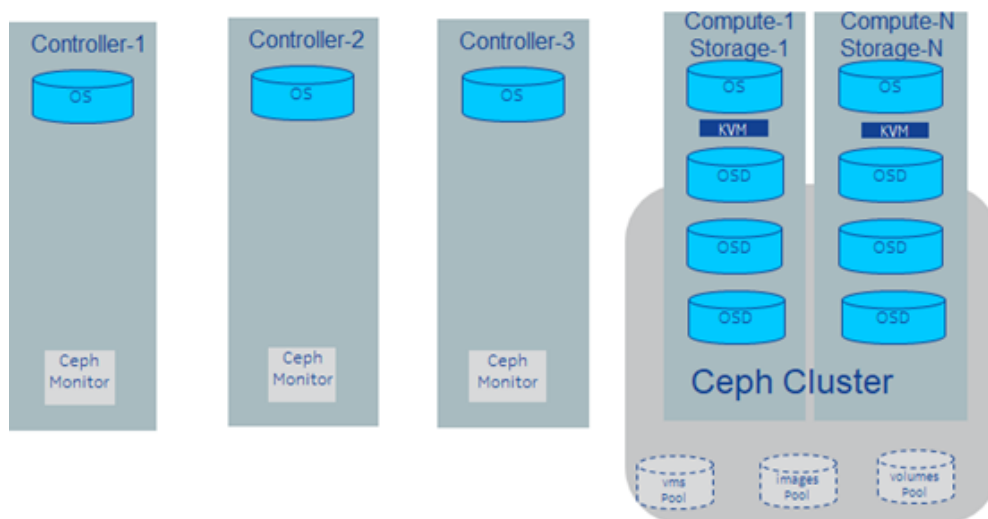 Controller-1
OS
Ceph
Monitor
Controller-2
OS
Ceph
Monitor
Controller-3
OS
Ceph
Monitor
Compute-1
Storage-1
OS
KVM
OSD
OSD
OSD
Compute-N
Storage-N
OS
KVM
OSD
OSD
OSD
Ceph Cluster
vms
Pool
images
Pool
volumes
Pool